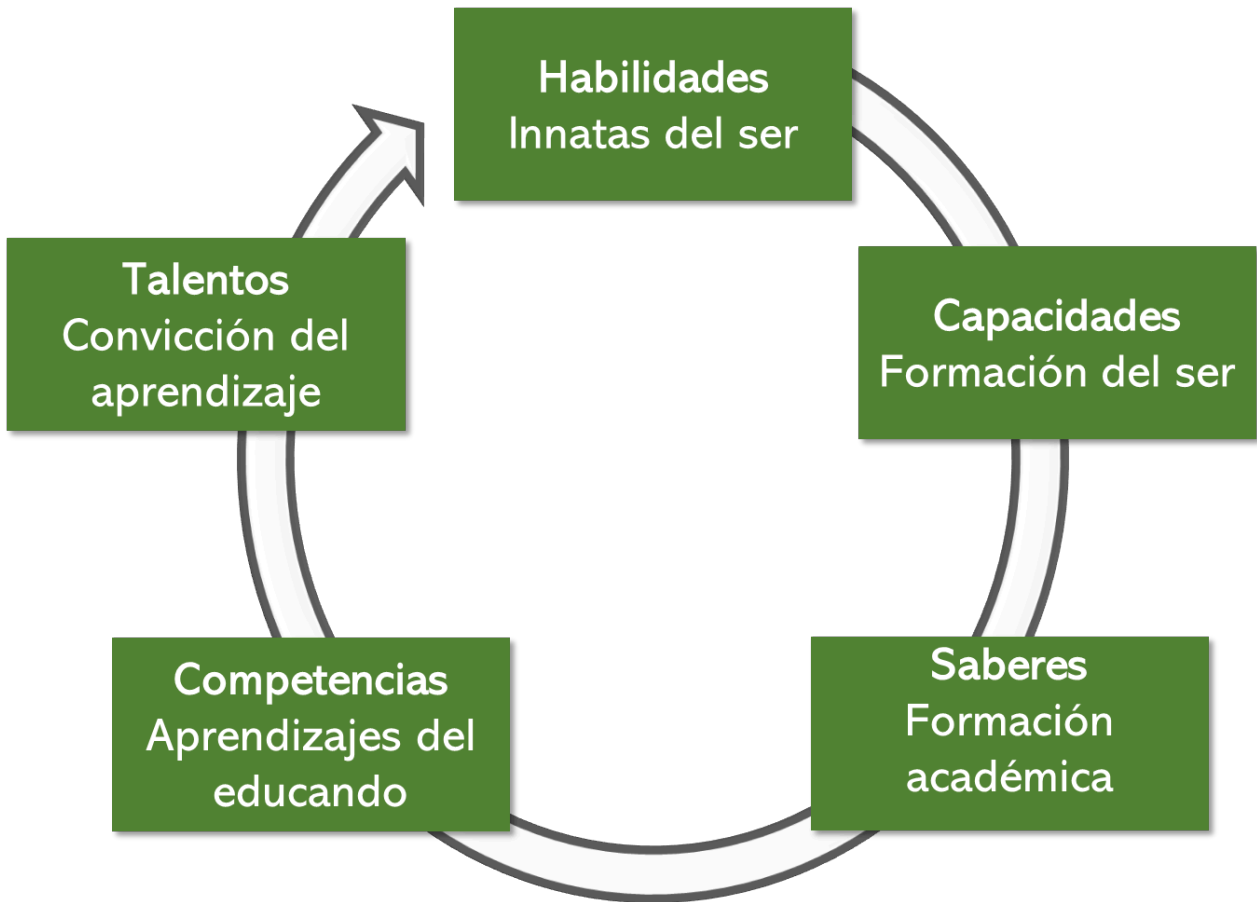 Habilidades
Innatas del ser
Capacidades
Formación del ser
Saberes
Formación
académica
Competencias
Aprendizajes del
educando
Talentos
Convicción del
aprendizaje